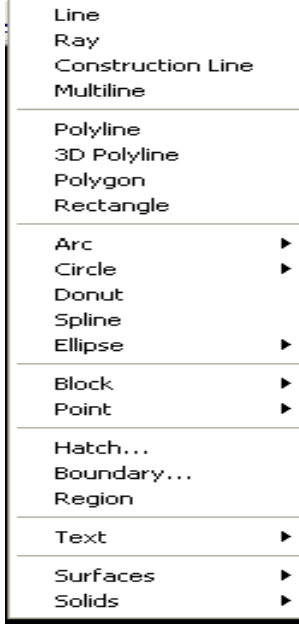 Line
Ray
Construction Line
Multiline
Polyline
3D Polyline
Polygon
Rectangle
Arc
Circle
Donut
Spline
Ellipse
Block
Point
Hatch...
Boundary...
Region
Text
Surfaces
Solids